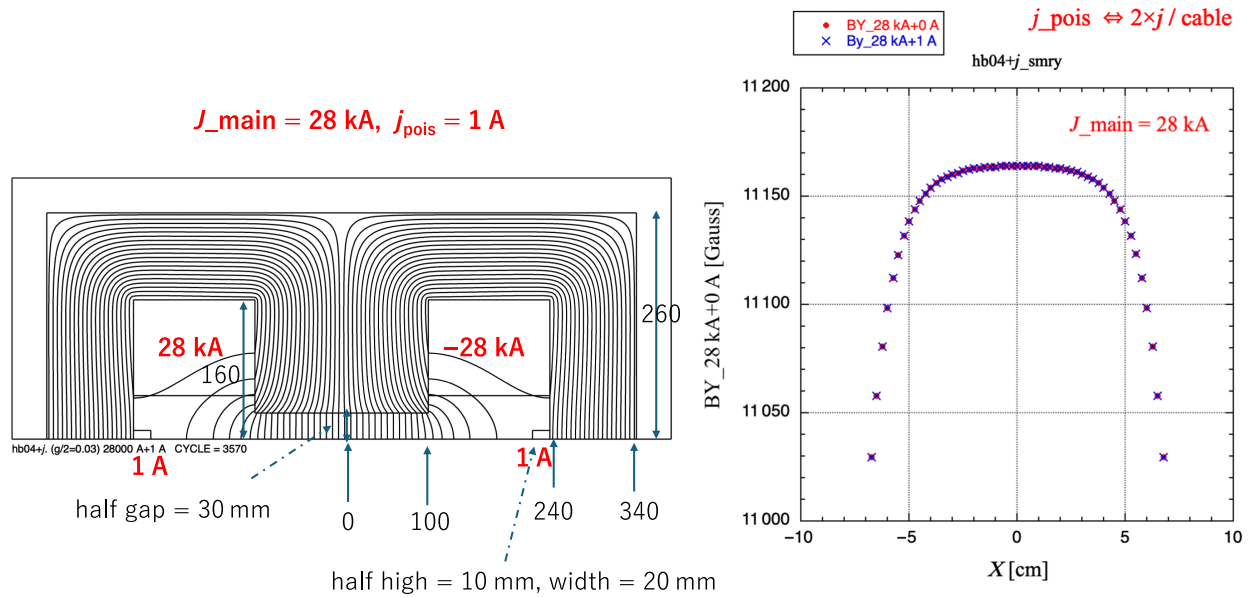 J_main = 28 kA, j_pois = 1 A
28 kA
−28 kA
160
260
hb04+j. (g/2=0.03) 28000 A+1 A CYCLE = 3570
1 A
1 A
half gap = 30 mm
0
100
240
340
half high = 10 mm, width = 20 mm
BY_28 kA+0 A
By_28 kA+1 A
j_pois ⇔ 2×j / cable
hb04+j_smry
J_main = 28 kA
BY_28 kA+0 A [Gauss]
11 200
11 150
11 100
11 050
11 000
−10
−5
0
5
10
X [cm]